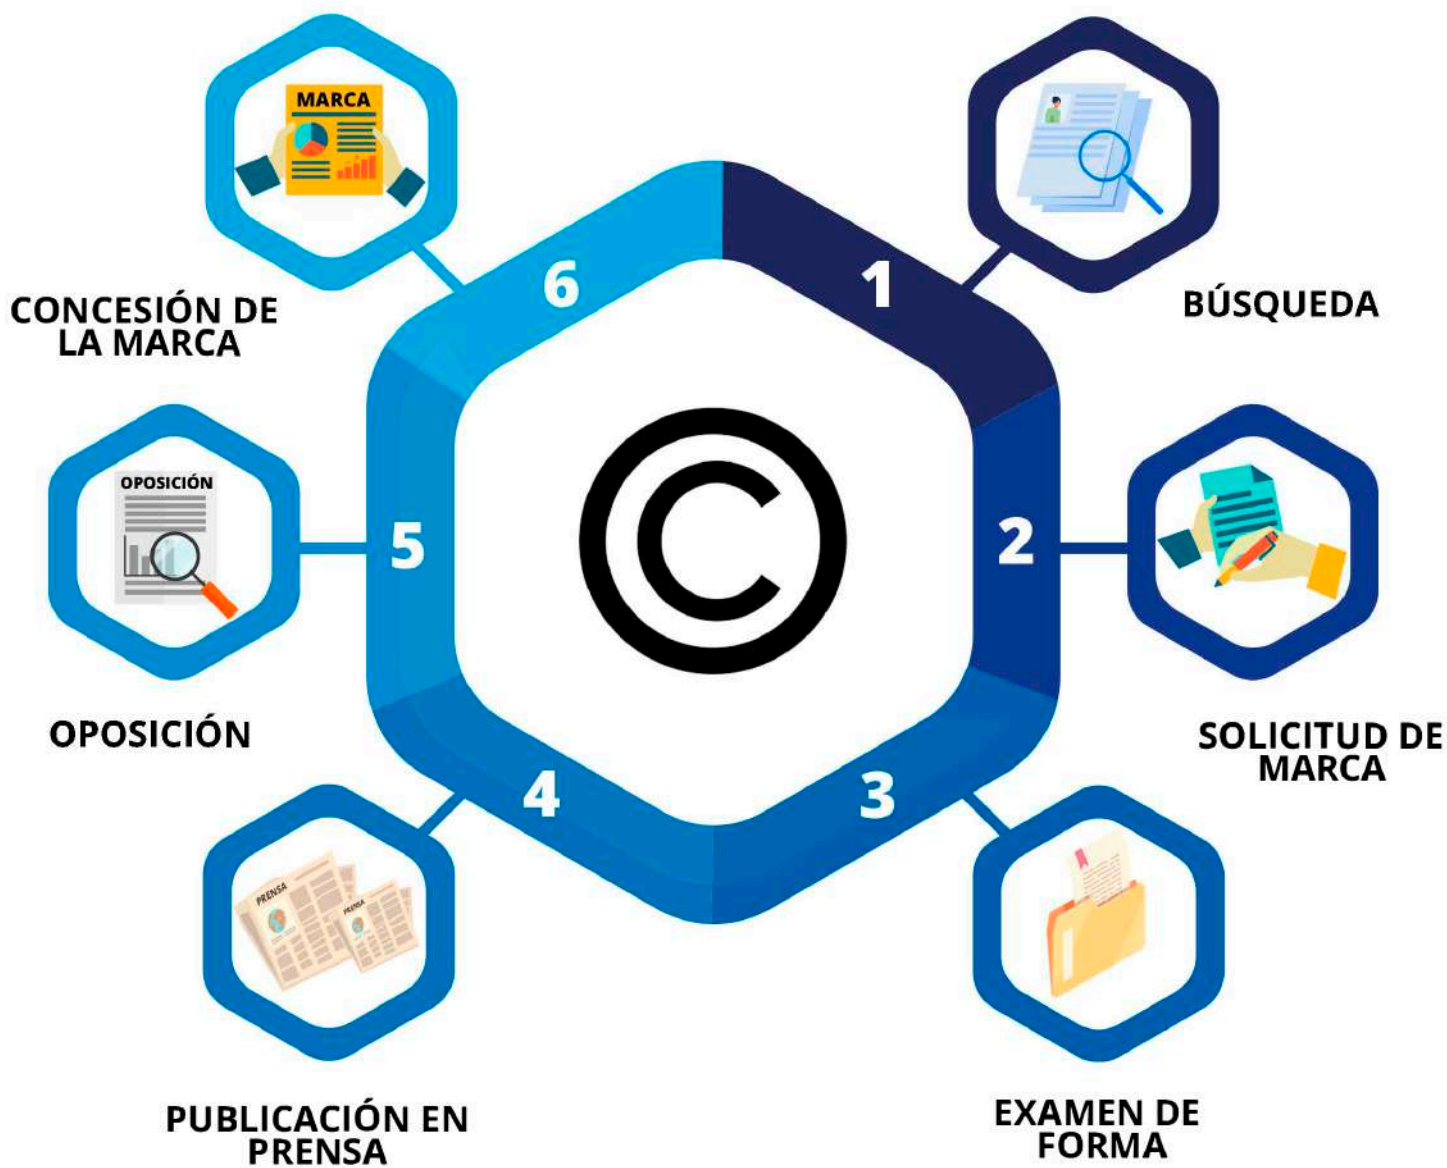 1
BÚSQUEDA
2
SOLICITUD DE
MARCA
3
EXAMEN DE
FORMA
4
PRENSA
PRENSA
PUBLICACIÓN EN
PRENSA
5
OPOSICIÓN
OPOSICIÓN
6
MARCA
CONCESIÓN DE
LA MARCA
©